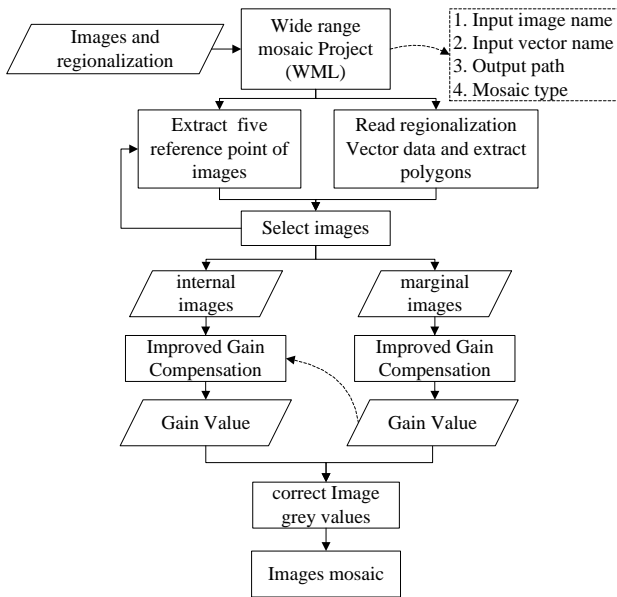 Images and
regionalization
Wide range
mosaic Project
(WML)
1. Input image name
2. Input vector name
3. Output path
4. Mosaic type
Extract five
reference point of
images
Read regionalization
Vector data and extract
polygons
Select images
internal
images
marginal
images
Improved Gain
Compensation
Improved Gain
Compensation
Gain Value
Gain Value
correct Image
grey values
Images mosaic